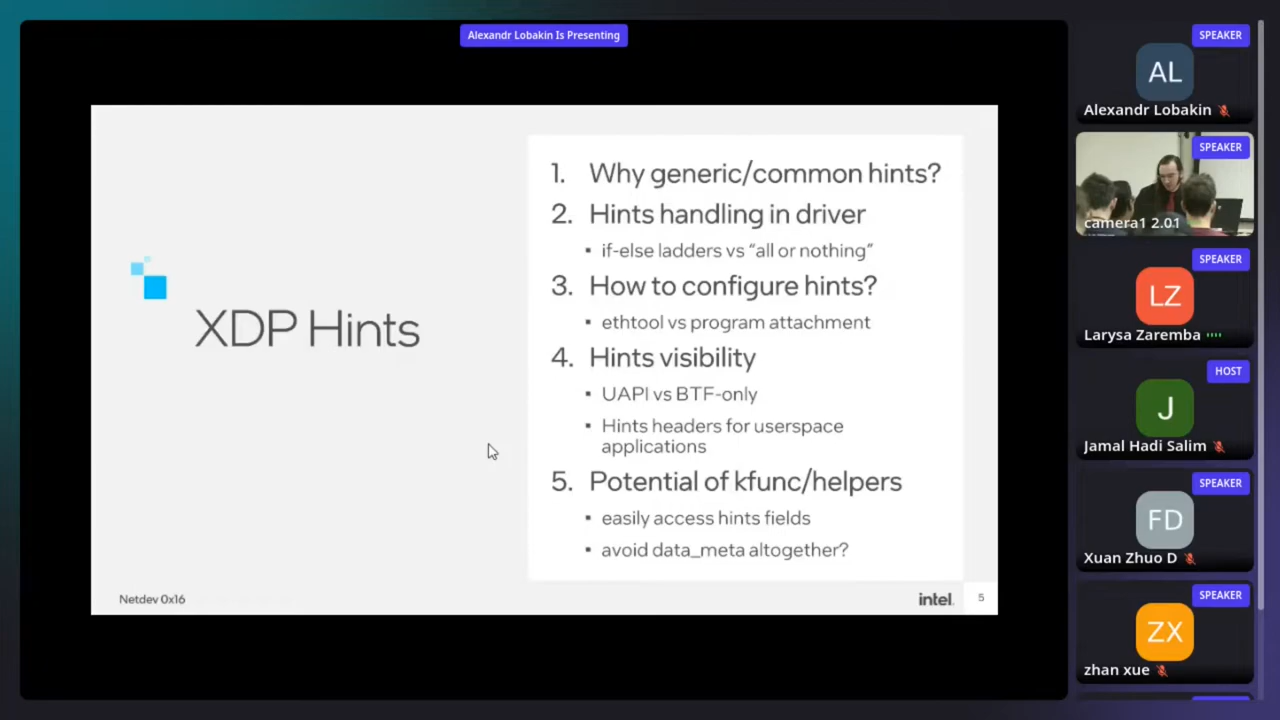 Alexandr Lobakin Is Presenting
XDP Hints
1. Why generic/common hints?
2. Hints handling in driver
▪ if-else ladders vs “all or nothing”
3. How to configure hints?
▪ ethtool vs program attachment
4. Hints visibility
▪ UAPI vs BTF-only
▪ Hints headers for userspace
applications
5. Potential of kfunc/helpers
▪ easily access hints fields
▪ avoid data_meta altogether?
Netdev 0x16
intel.
5
SPEAKER
AL
Alexandr Lobakin
SPEAKER
camera1 2.01
SPEAKER
LZ
Larysa Zaremba
HOST
J
Jamal Hadi Salim
SPEAKER
FD
Xuan Zhuo D
SPEAKER
ZX
zhan xue